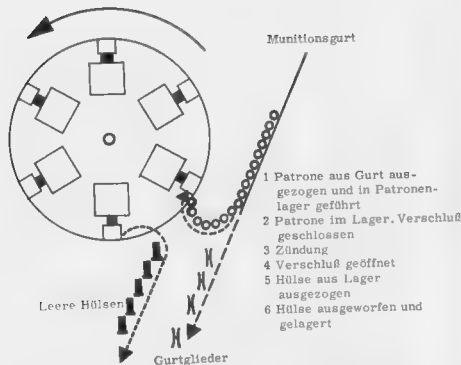 Munitionsgurt
1 Patrone aus Gurt aus-
gezogen und in Patronen-
lager geführt
2 Patrone im Lager, Verschluß
geschlossen
3 Zündung
4 Verschluß geöffnet
5 Hülse aus Lager
ausgezogen
6 Hülse ausgeworfen und
gelagert
Leere Hülsen
Gurtglieder